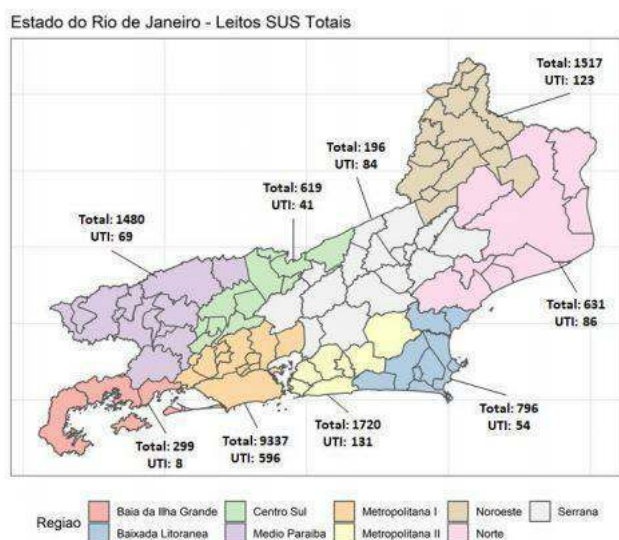 Estado do Rio de Janeiro - Leitos SUS Totais
Total: 1517
UTI: 123
Total: 196
UTI: 84
Total: 619
UTI: 41
Total: 1480
UTI: 69
Total: 631
UTI: 86
Total: 796
UTI: 54
Total: 1720
UTI: 131
Total: 299
UTI: 8
Total: 9337
UTI: 596
Regiao
Baia da Ilha Grande
Centro Sul
Metropolitana I
Noroeste
Serrana
Baixada Litoranea
Medio Paraiba
Metropolitana II
Norte